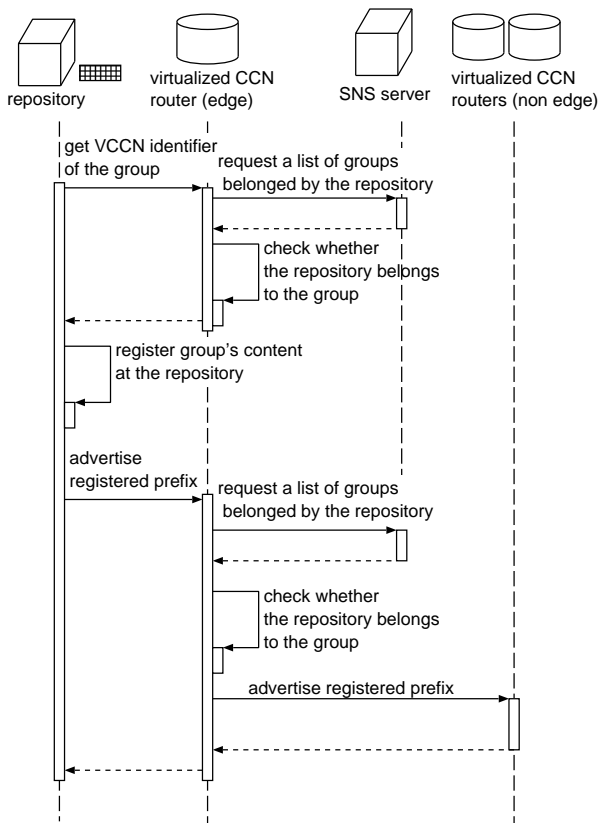 repository
virtualized CCN
router (edge)
SNS server
virtualized CCN
routers (non edge)
get VCCN identifier
of the group
request a list of groups
belonged by the repository
check whether
the repository belongs
to the group
register group's content
at the repository
advertise
registered prefix
request a list of groups
belonged by the repository
check whether
the repository belongs
to the group
advertise registered prefix